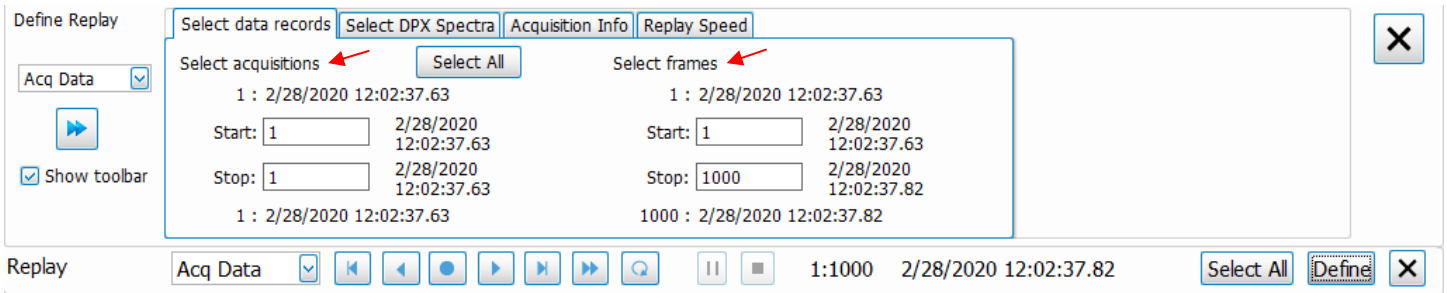 Define Replay
Select data records Select DPX Spectra Acquisition Info Replay Speed
Select acquisitions Select All Select frames
Acq Data
1 : 2/28/2020 12:02:37.63 1 : 2/28/2020 12:02:37.63
Start: 1 2/28/2020 12:02:37.63 Start: 1 2/28/2020 12:02:37.63
Show toolbar
Stop: 1 2/28/2020 12:02:37.63 Stop: 1000 2/28/2020 12:02:37.82
1 : 2/28/2020 12:02:37.63 1000 : 2/28/2020 12:02:37.82
Replay Acq Data 1:1000 2/28/2020 12:02:37.82 Select All Define